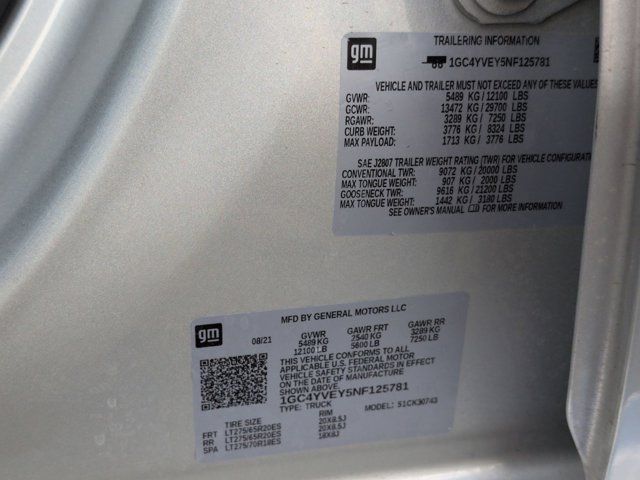 gm
TRAILERING INFORMATION
1GC4YVEY5NF125781
VEHICLE AND TRAILER MUST NOT EXCEED ANY OF THESE VALUES
GVWR: 5489 KG / 12100 LBS
GCWR: 13472 KG / 29700 LBS
RGAWR: 3289 KG / 7250 LBS
CURB WEIGHT: 3776 KG / 8324 LBS
MAX PAYLOAD: 1713 KG / 3776 LBS
SAE J2807 TRAILER WEIGHT RATING (TWR) FOR VEHICLE CONFIGURATI
CONVENTIONAL TWR: 9072 KG / 20000 LBS
MAX TONGUE WEIGHT: 907 KG / 2000 LBS
GOOSENECK TWR: 9616 KG / 21200 LBS
MAX TONGUE WEIGHT: 1442 KG / 3180 LBS
SEE OWNER'S MANUAL FOR MORE INFORMATION
gm
MFD BY GENERAL MOTORS LLC
08/21 GVWR GAWR FRT GAWR RR
5489 KG 2540 KG 3289 KG
12100 LB 5600 LB 7250 LB
THIS VEHICLE CONFORMS TO ALL
APPLICABLE U.S. FEDERAL MOTOR
VEHICLE SAFETY STANDARDS IN EFFECT
ON THE DATE OF MANUFACTURE
SHOWN ABOVE.
1GC4YVEY5NF125781
TYPE: TRUCK MODEL: 51CK30743
TIRE SIZE RIM
FRT LT275/65R20ES 20X8.5J
RR LT275/65R20ES 20X8.5J
SPA LT275/70R18ES 18X8J